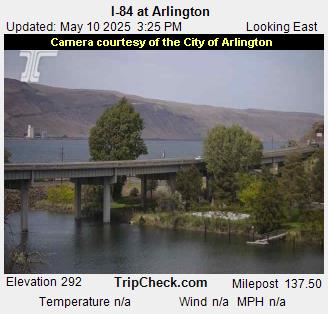 I-84 at Arlington
Updated: May 10 2025 3:25 PM Looking East
Camera courtesy of the City of Arlington
Elevation 292 TripCheck.com Milepost 137.50
Temperature n/a Wind n/a MPH n/a